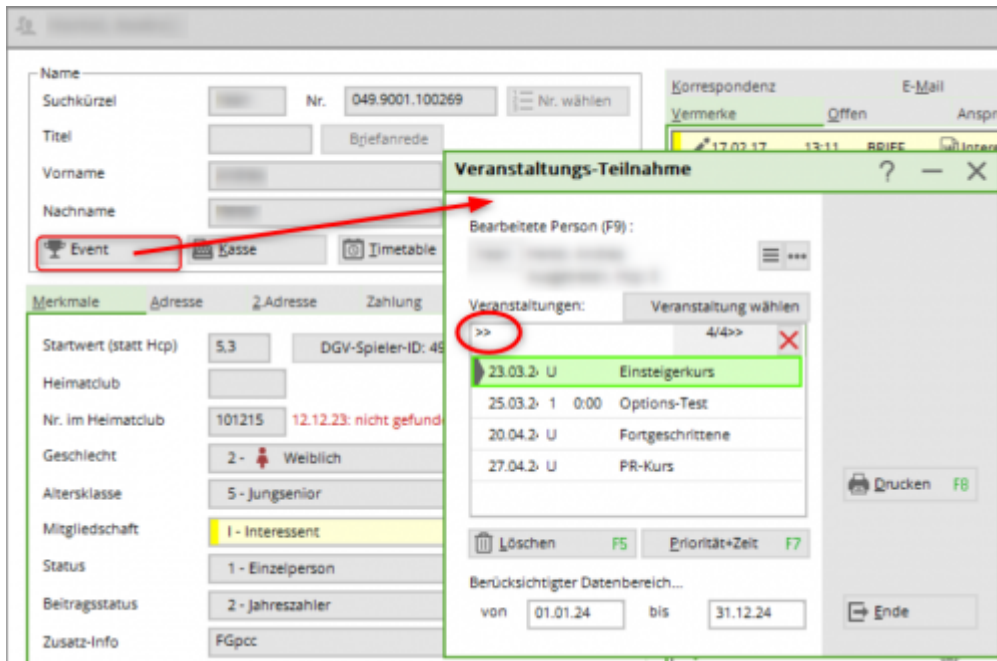 Name
Suchkürzel Nr. 049.9001.100269 Nr. wählen
Titel Briefanrede
Vorname
Nachname
Event Kasse Timetable
Merkmale Adresse 2.Adresse Zahlung
Startwert (statt Hcp) 5,3 DGV-Spieler-ID: 49
Heimatclub
Nr. im Heimatclub 101215 12.12.23: nicht gefund
Geschlecht 2 - Weiblich
Altersklasse 5 - Jungsenior
Mitgliedschaft I - Interessent
Status 1 - Einzelperson
Beitragsstatus 2 - Jahreszahler
Zusatz-Info FGpcc
Korrespondenz E-Mail
Vermerke Offen Anspr
17.02.17 13:11 BRIEF Intere
Veranstaltungs-Teilnahme ?
Bearbeitete Person (F9) :
Veranstaltungen: Veranstaltung wählen
>> 4/4>>
23.03.2 U Einsteigerkurs
25.03.2 1 0:00 Options-Test
20.04.2 U Fortgeschrittene
27.04.2 U PR-Kurs
Löschen F5 Priorität+Zeit F7
Berücksichtigter Datenbereich...
von 01.01.24 bis 31.12.24
Drucken F8
Ende